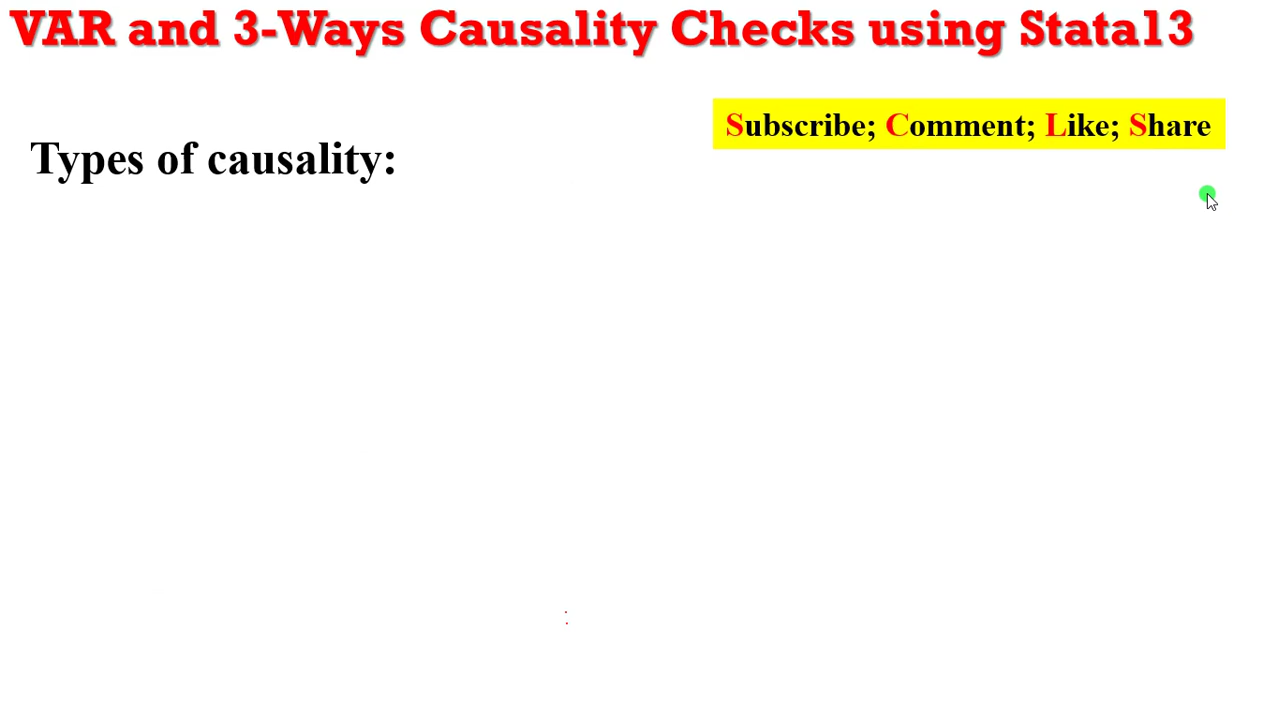 VAR and 3-Ways Causality Checks using Stata13
Subscribe; Comment; Like; Share
Types of causality: